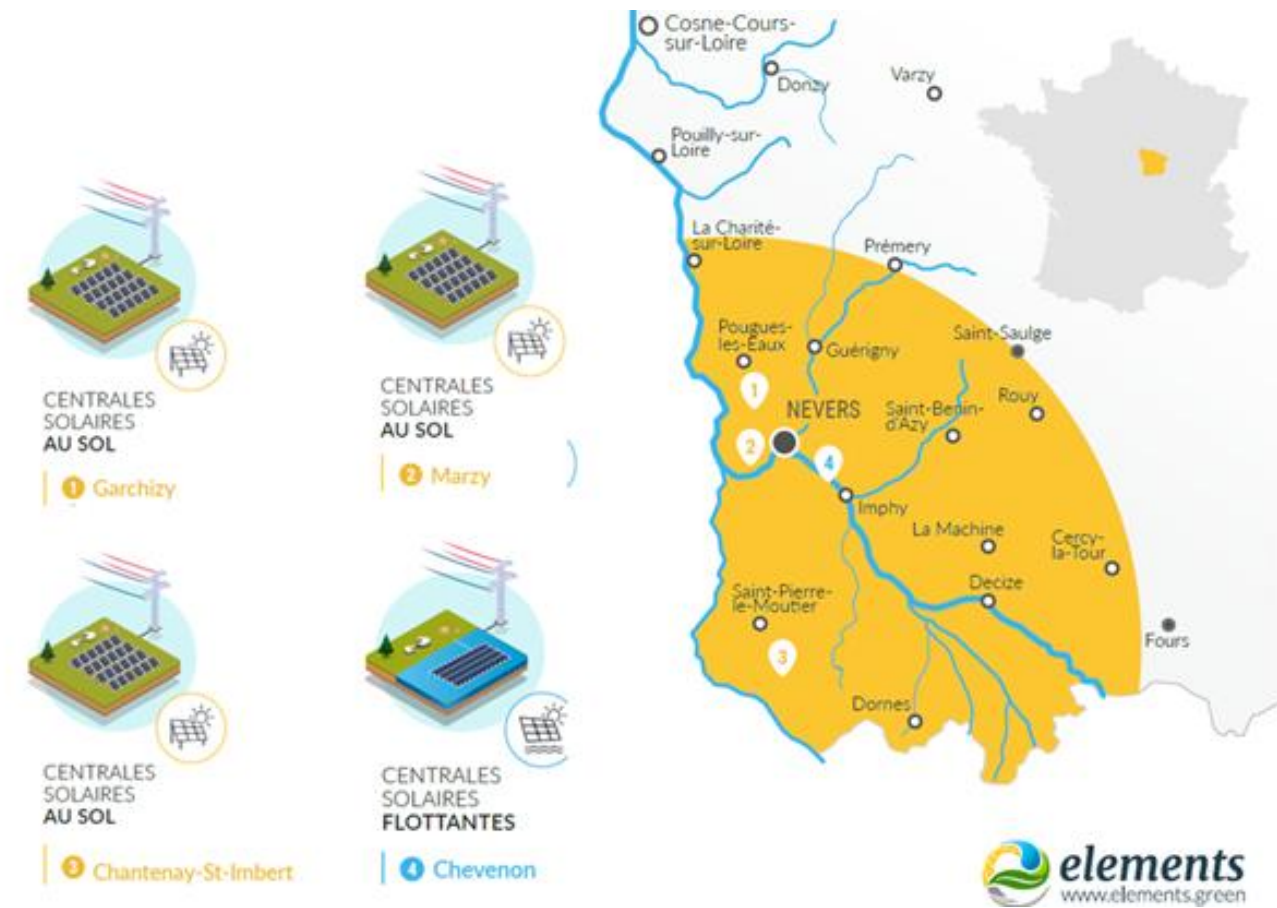 CENTRALES
SOLAIRES
AU SOL
1 Garchizy
CENTRALES
SOLAIRES
AU SOL
2 Marzy
CENTRALES
SOLAIRES
AU SOL
3 Chantenay-St-Imbert
CENTRALES
SOLAIRES
FLOTTANTES
4 Chevenon
Cosne-Cours-
sur-Loire
Donzy
Varzy
Pouilly-sur-
Loire
La Charité-
sur-Loire
Prémery
Pougues-
les-Eaux
Guérigny
Saint-Saulge
1
NEVERS
Saint-Benin-
d'Azy
Rouy
2
4
Imphy
La Machine
Cercy-
la-Tour
Decize
Saint-Pierre-
le-Moutier
3
Fours
Dornes
elements
www.elements.green